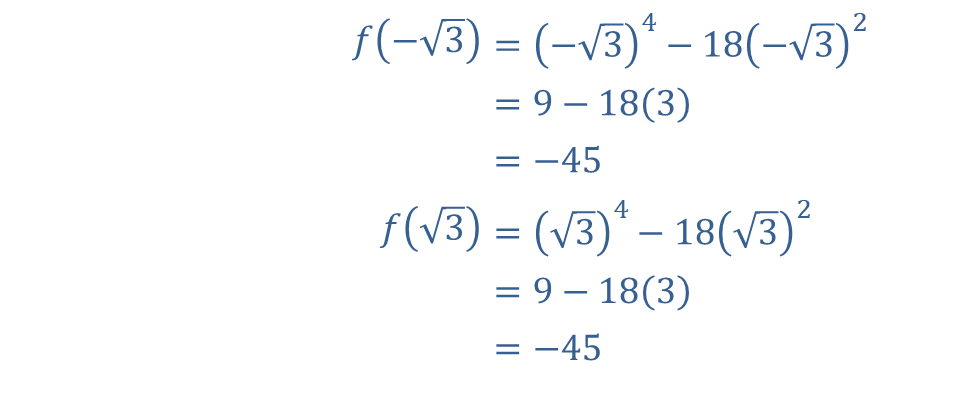 f(−√3) = (−√3)⁴ − 18(−√3)²
= 9 − 18(3)
= −45
f(√3) = (√3)⁴ − 18(√3)²
= 9 − 18(3)
= −45